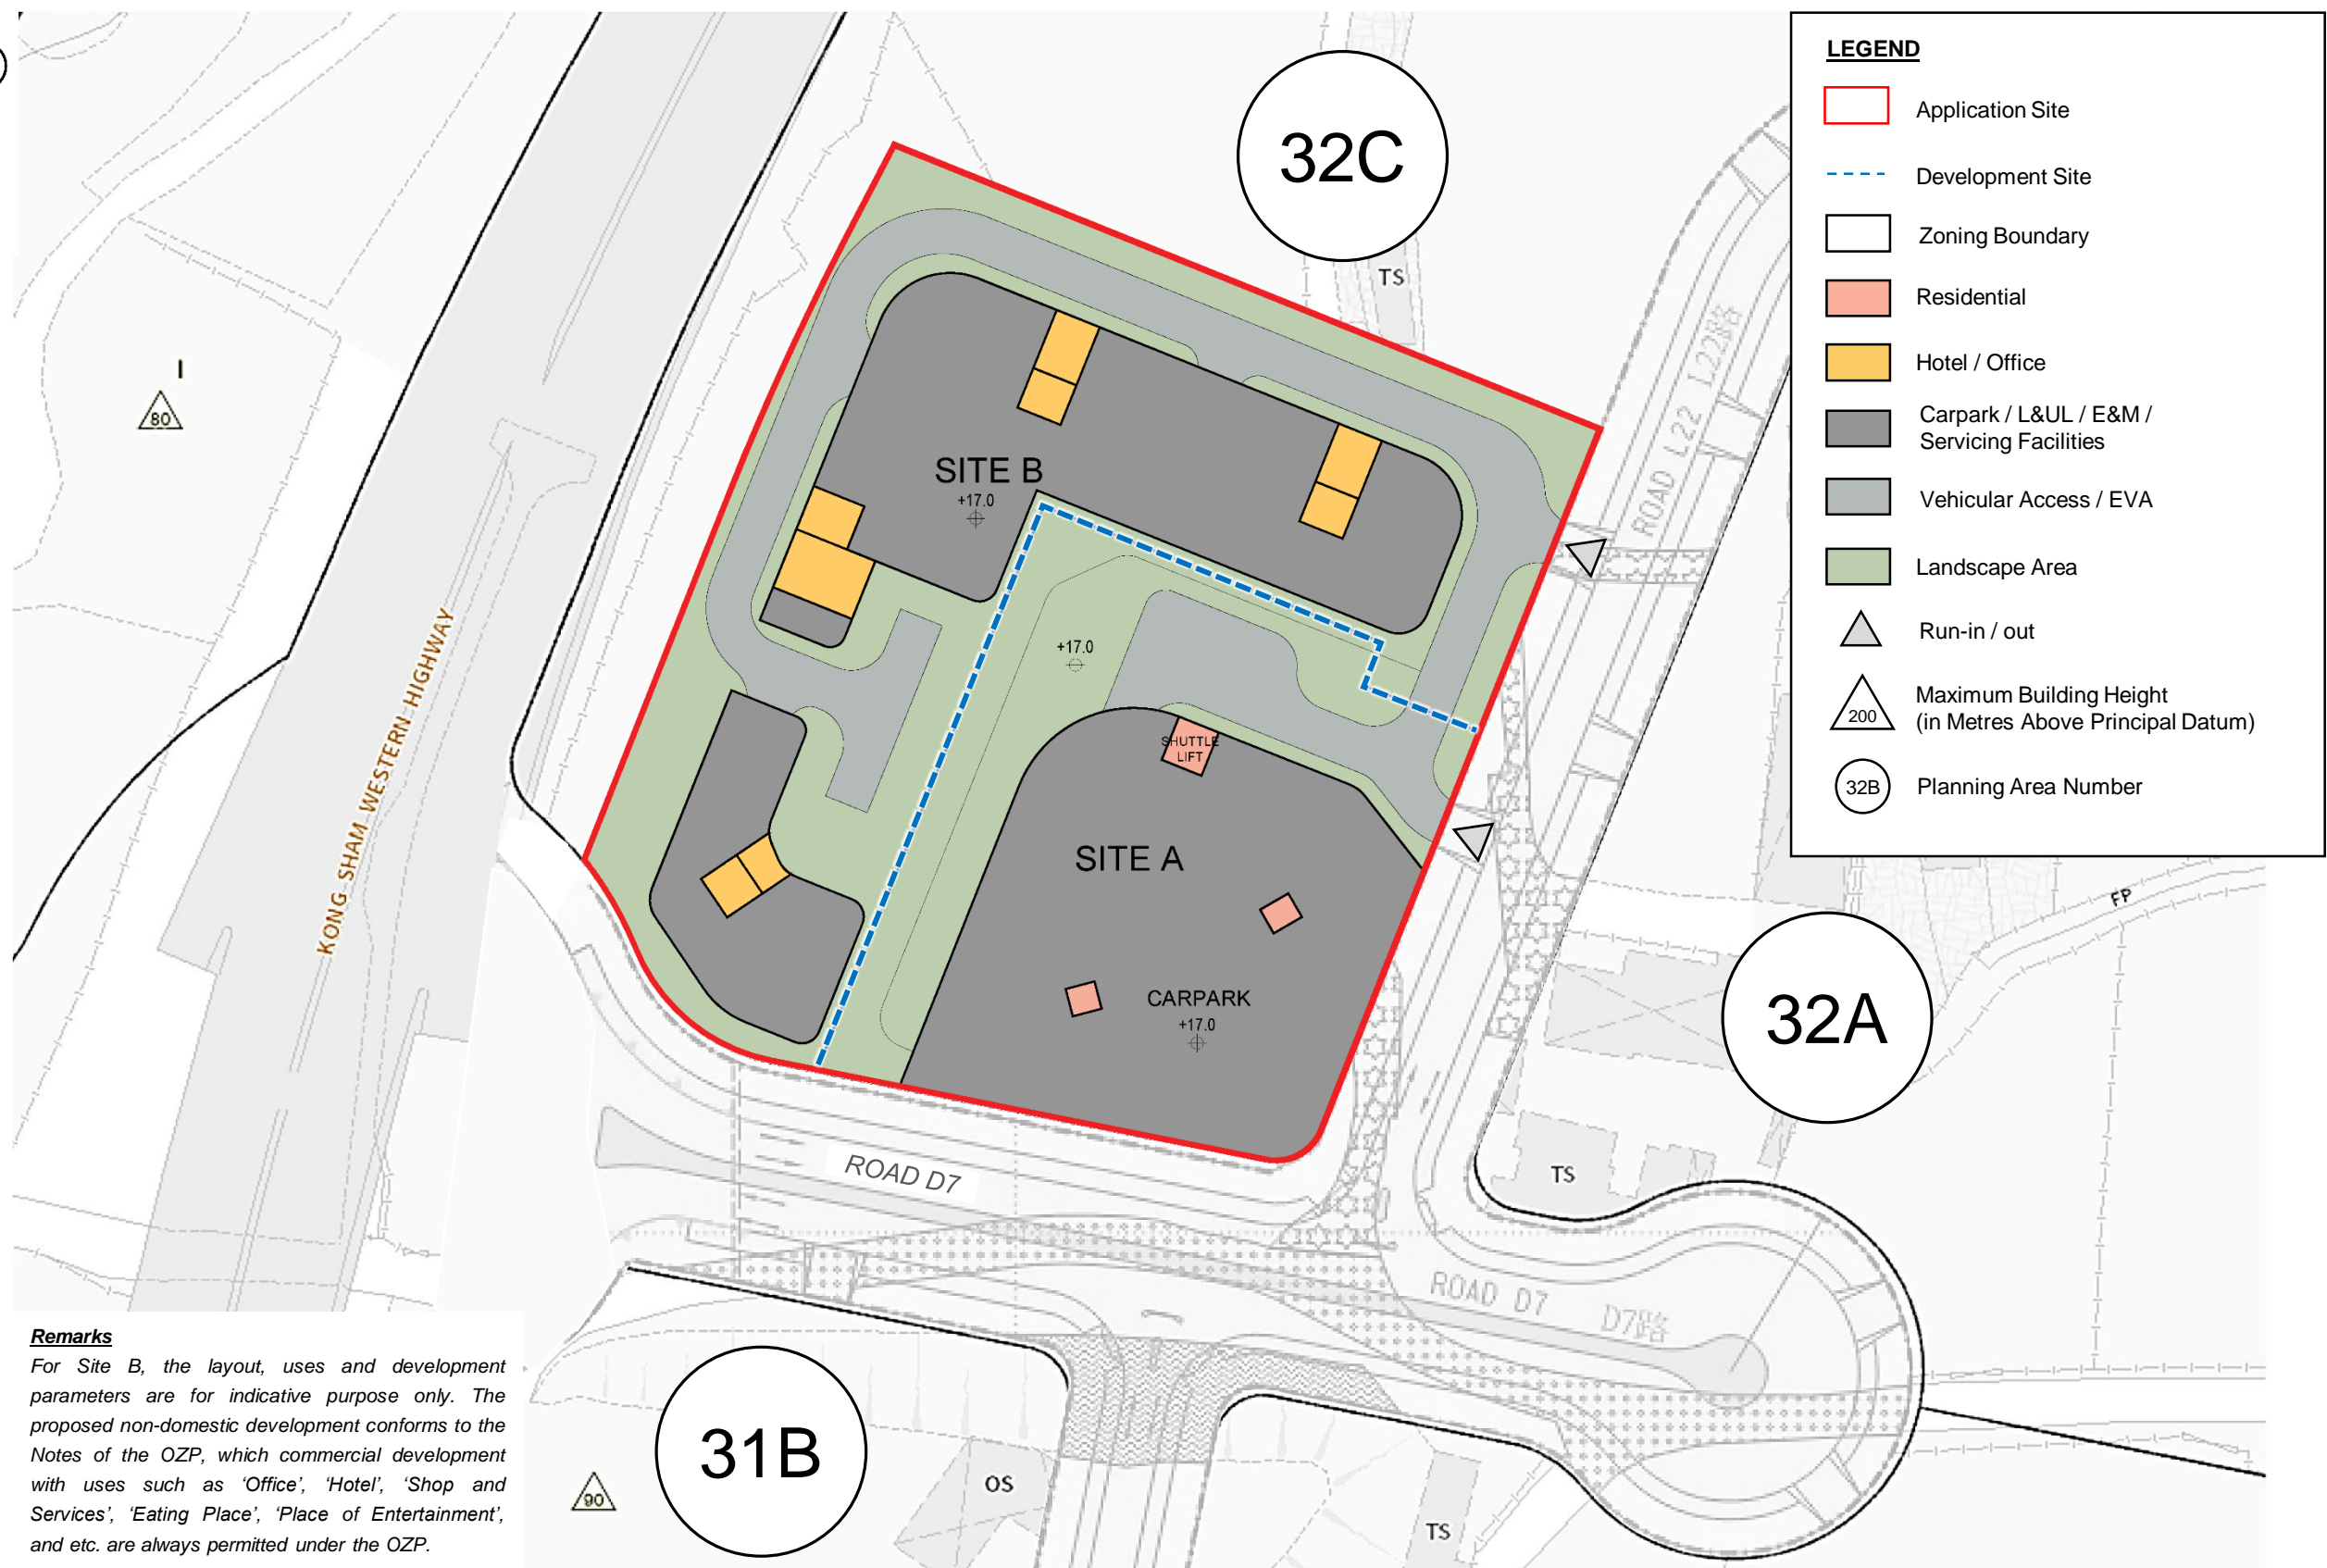 32C
TS
I
80
SITE B
+17.0
ROAD L22 L22路
+17.0
KONG SHAM WESTERN HIGHWAY
SHUTTLE
LIFT
SITE A
CARPARK
+17.0
FP
32A
ROAD D7
TS
ROAD D7 D7路
31B
90
OS
TS
LEGEND
Application Site
Development Site
Zoning Boundary
Residential
Hotel / Office
Carpark / L&UL / E&M /
Servicing Facilities
Vehicular Access / EVA
Landscape Area
Run-in / out
200
Maximum Building Height
(in Metres Above Principal Datum)
32B
Planning Area Number
Remarks
For Site B, the layout, uses and development
parameters are for indicative purpose only. The
proposed non-domestic development conforms to the
Notes of the OZP, which commercial development
with uses such as ‘Office’, ‘Hotel’, ‘Shop and
Services’, ‘Eating Place’, ‘Place of Entertainment’,
and etc. are always permitted under the OZP.